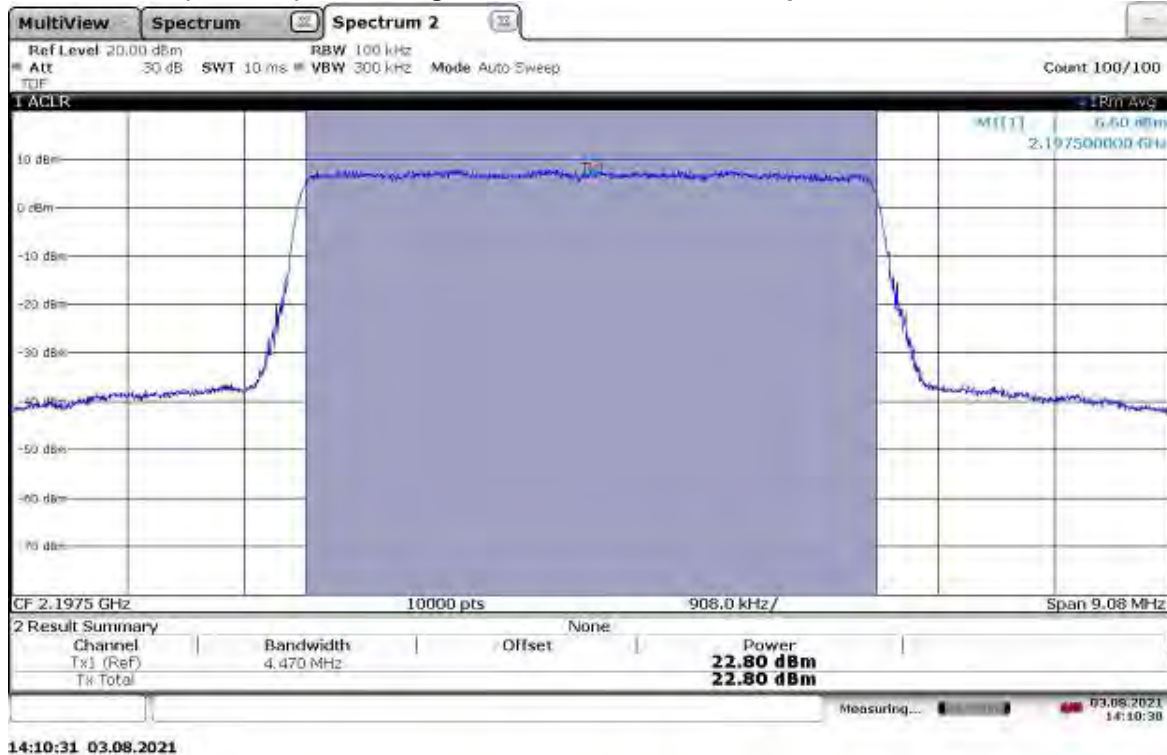 MultiView Spectrum Spectrum 2
Ref Level 20.00 dBm RBW 100 kHz
Att 30 dB SWT 10 ms VBW 300 kHz Mode Auto Sweep Count 100/100
TDF
1 ACLR 1Rm Avg
M1[1] 6.60 dBm
2.197500000 GHz
10 dBm
Tx1
0 dBm
-10 dBm
-20 dBm
-30 dBm
-50 dBm
-60 dBm
-70 dBm
CF 2.1975 GHz 10000 pts 908.0 kHz/ Span 9.08 MHz
2 Result Summary None
Channel Bandwidth Offset Power
Tx1 (Ref) 4.470 MHz 22.80 dBm
Tx Total 22.80 dBm
Measuring... 03.08.2021
14:10:30
14:10:31 03.08.2021